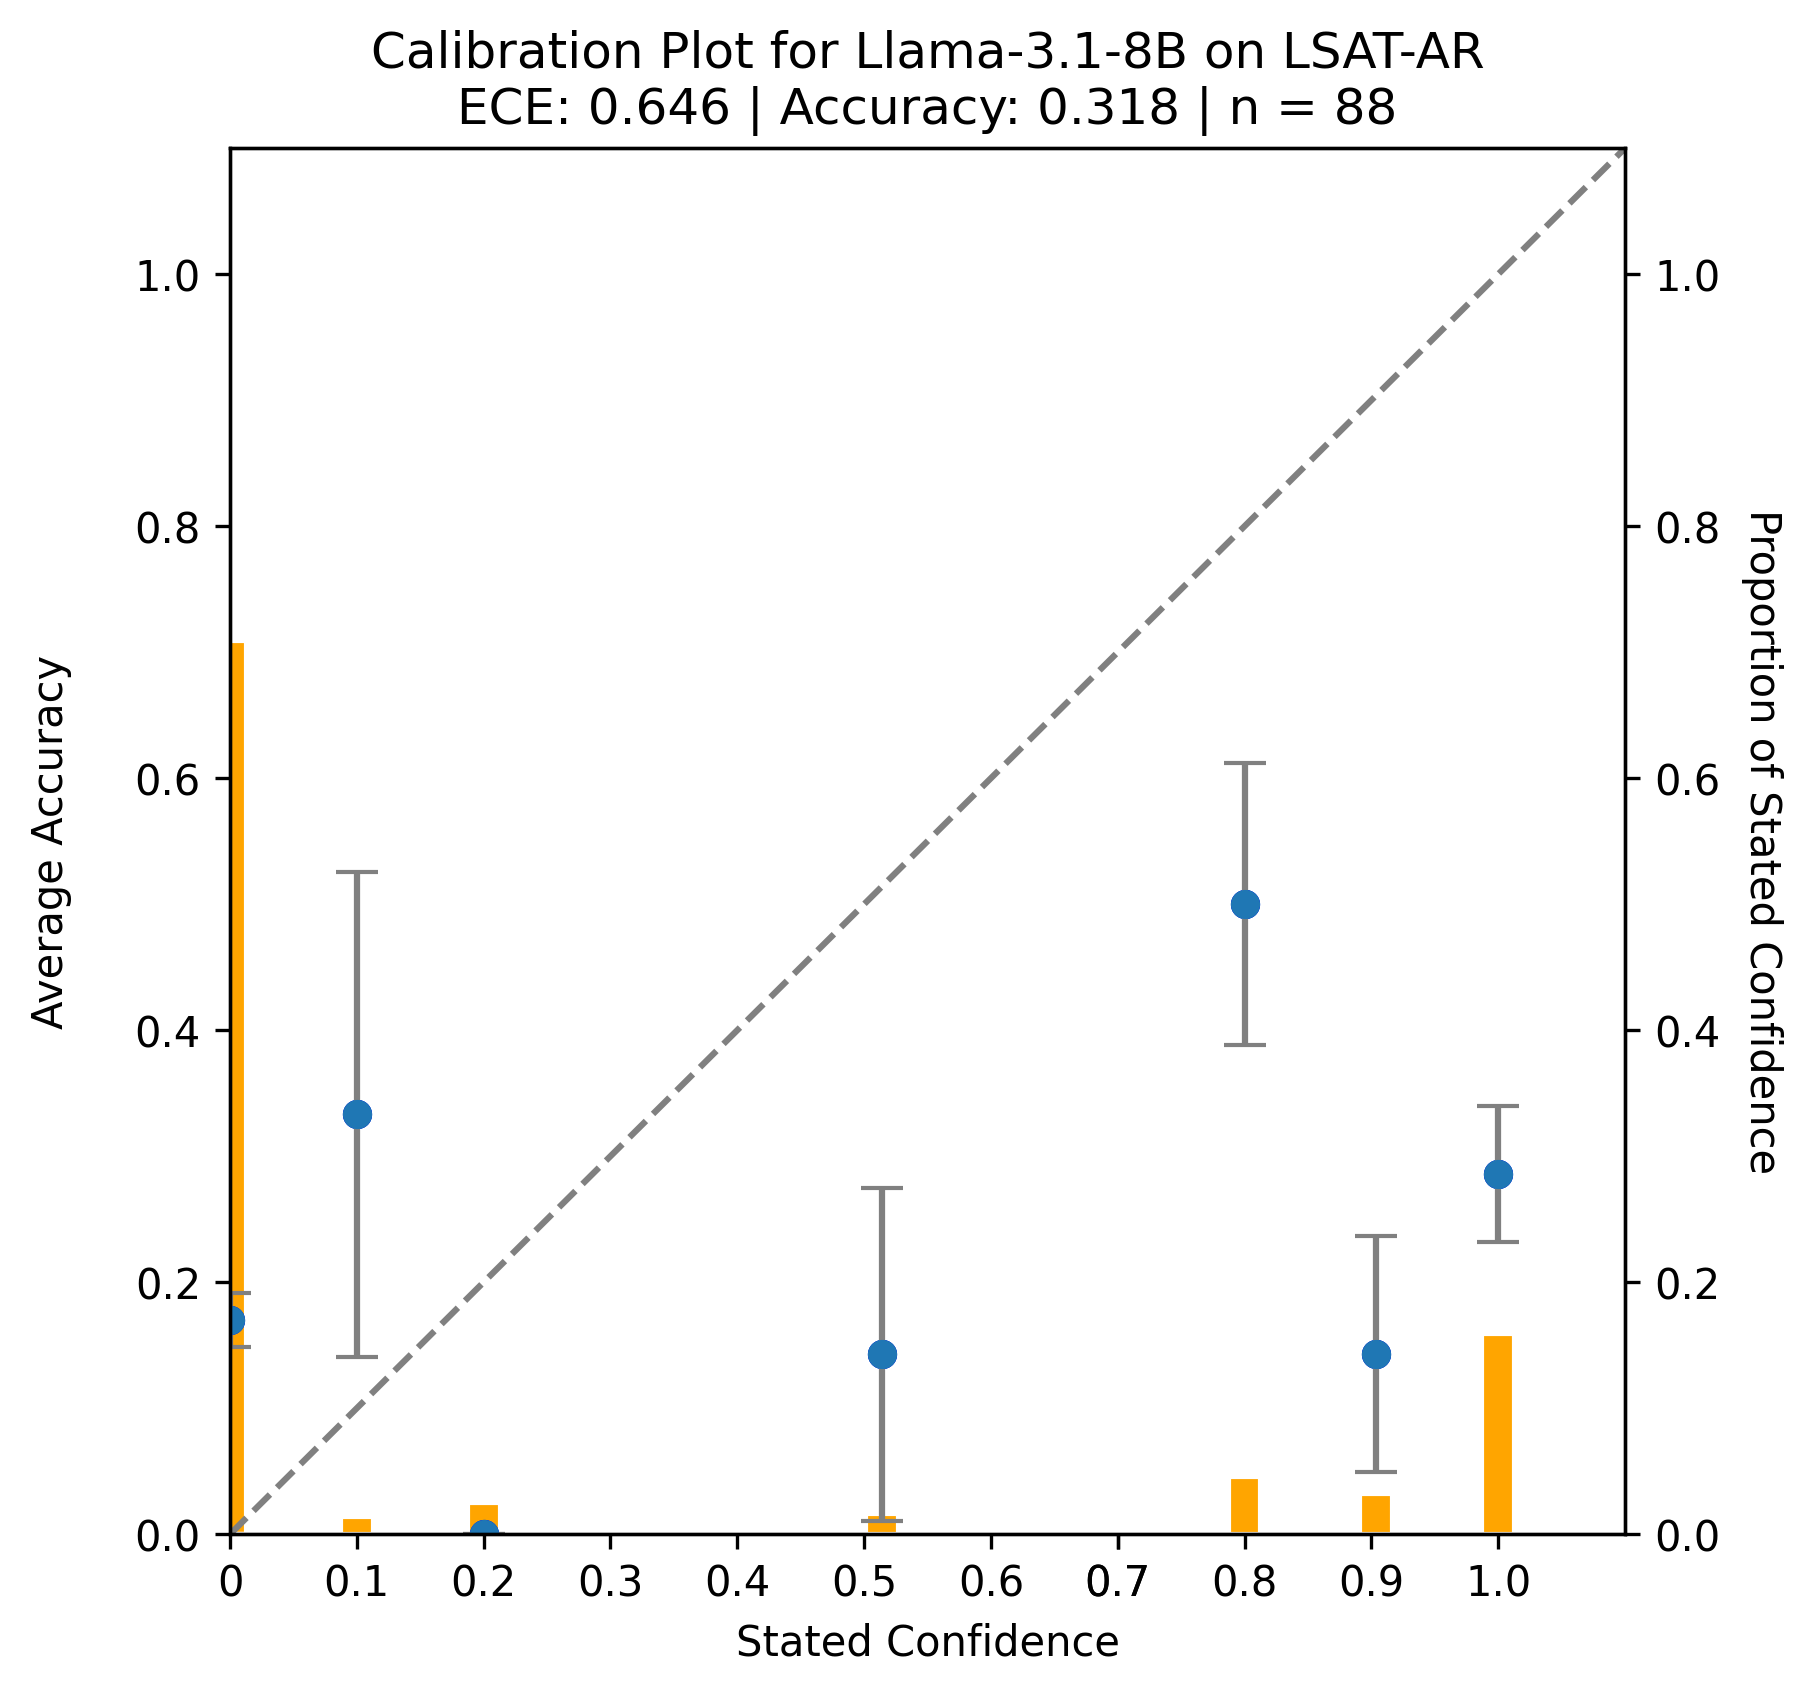 Calibration Plot for Llama-3.1-8B on LSAT-AR
ECE: 0.646 | Accuracy: 0.318 | n = 88
Average Accuracy
1.0
0.8
0.6
0.4
0.2
0.0
0 0.1 0.2 0.3 0.4 0.5 0.6 0.7 0.8 0.9 1.0
Stated Confidence
1.0
0.8
0.6
0.4
0.2
0.0
Proportion of Stated Confidence